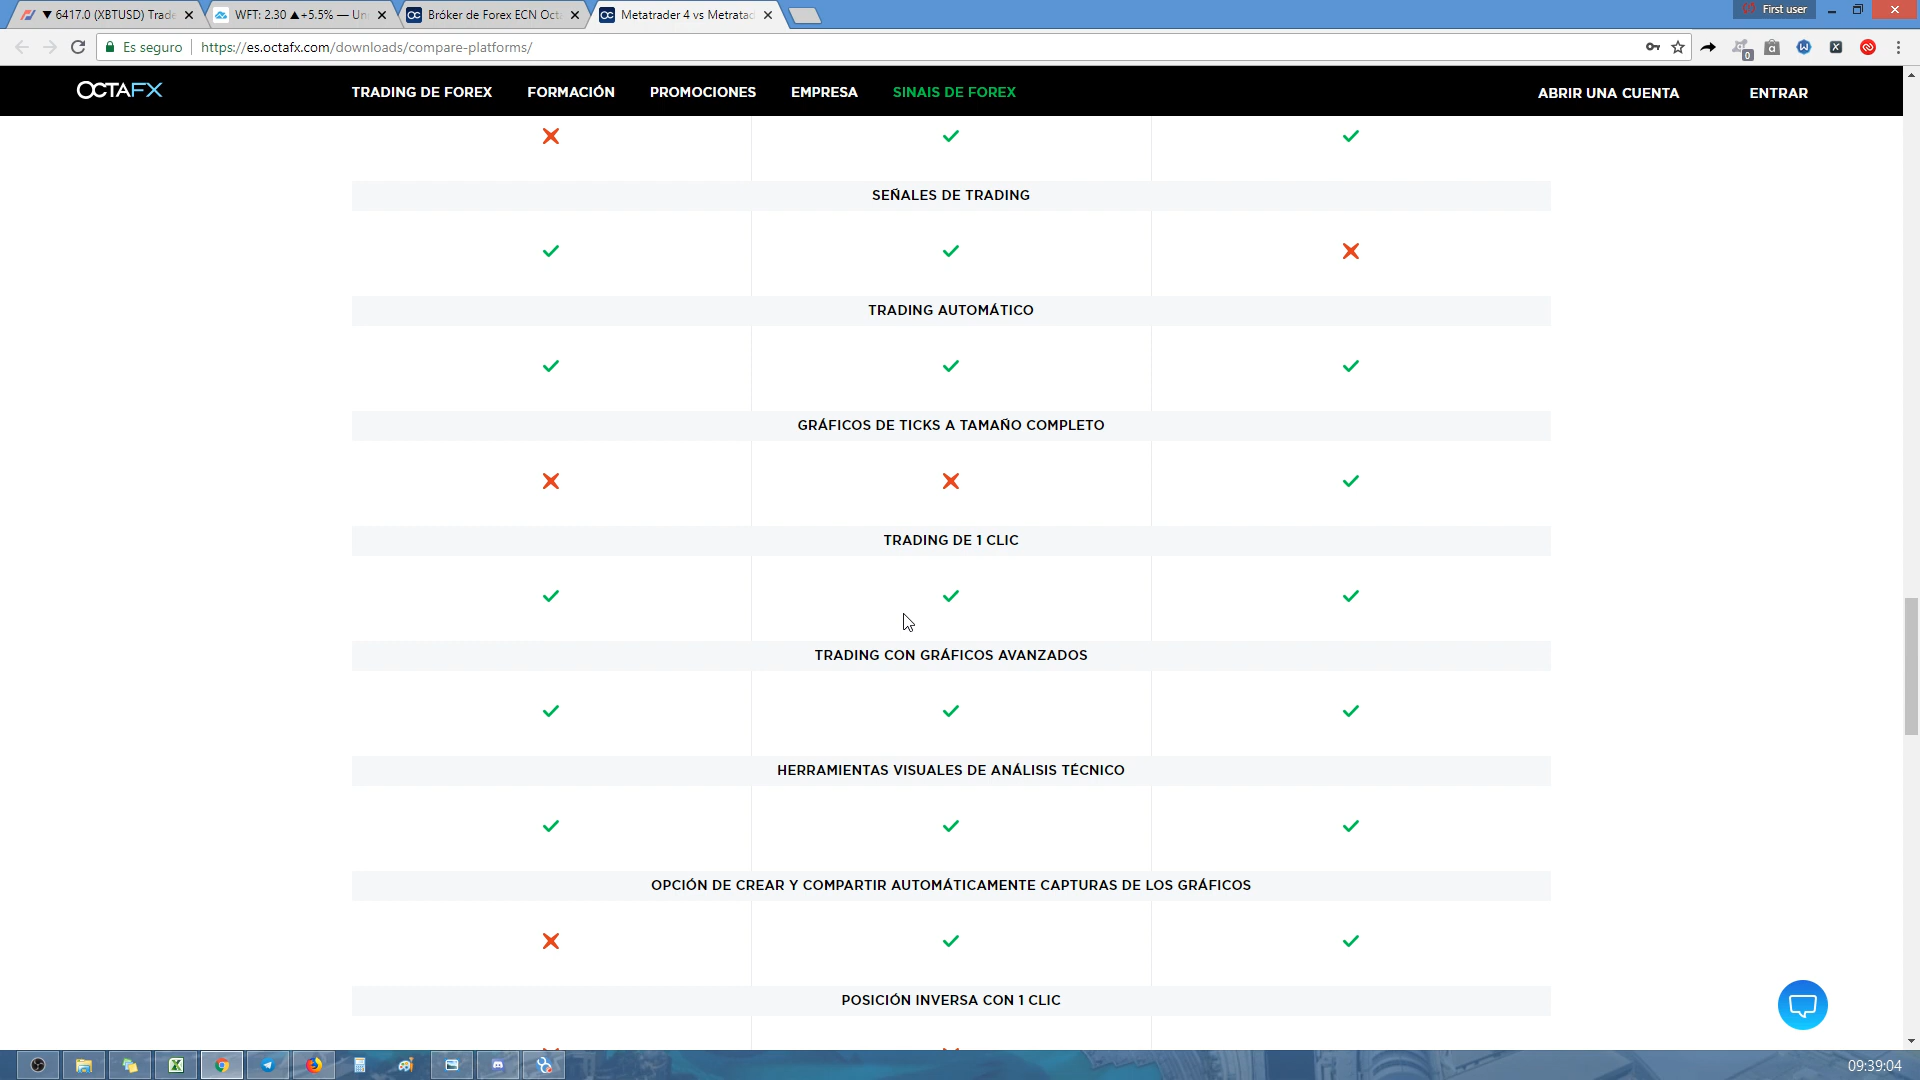 ▼ 6417.0 (XBTUSD) Trade
WFT: 2.30 ▲+5.5% — Un
Bróker de Forex ECN Octa
Metatrader 4 vs Metratad
First user
Es seguro
https://es.octafx.com/downloads/compare-platforms/
0
OCTAFX
TRADING DE FOREX
FORMACIÓN
PROMOCIONES
EMPRESA
SINAIS DE FOREX
ABRIR UNA CUENTA
ENTRAR
SEÑALES DE TRADING
TRADING AUTOMÁTICO
GRÁFICOS DE TICKS A TAMAÑO COMPLETO
TRADING DE 1 CLIC
TRADING CON GRÁFICOS AVANZADOS
HERRAMIENTAS VISUALES DE ANÁLISIS TÉCNICO
OPCIÓN DE CREAR Y COMPARTIR AUTOMÁTICAMENTE CAPTURAS DE LOS GRÁFICOS
POSICIÓN INVERSA CON 1 CLIC
09:39:04